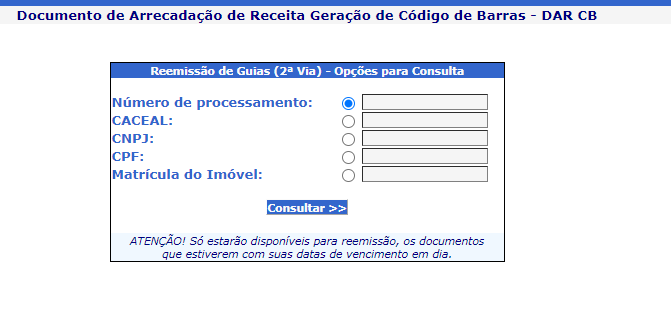 Documento de Arrecadação de Receita Geração de Código de Barras - DAR CB
Reemissão de Guias (2ª Via) - Opções para Consulta
Número de processamento:
CACEAL:
CNPJ:
CPF:
Matrícula do Imóvel:
Consultar >>
ATENÇÃO! Só estarão disponíveis para reemissão, os documentos
que estiverem com suas datas de vencimento em dia.